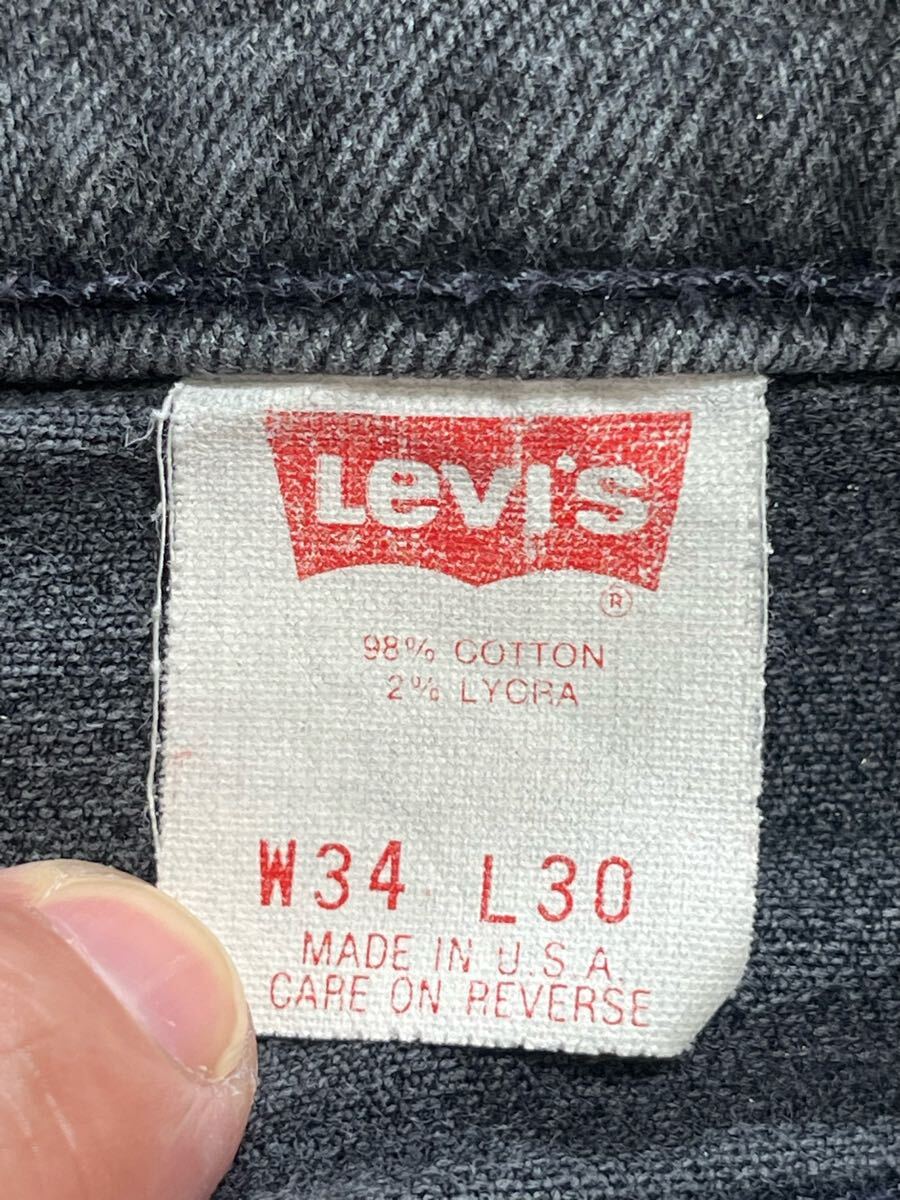 Levi's
®
98% COTTON
2% LYCRA
W34 L30
MADE IN U.S.A.
CARE ON REVERSE